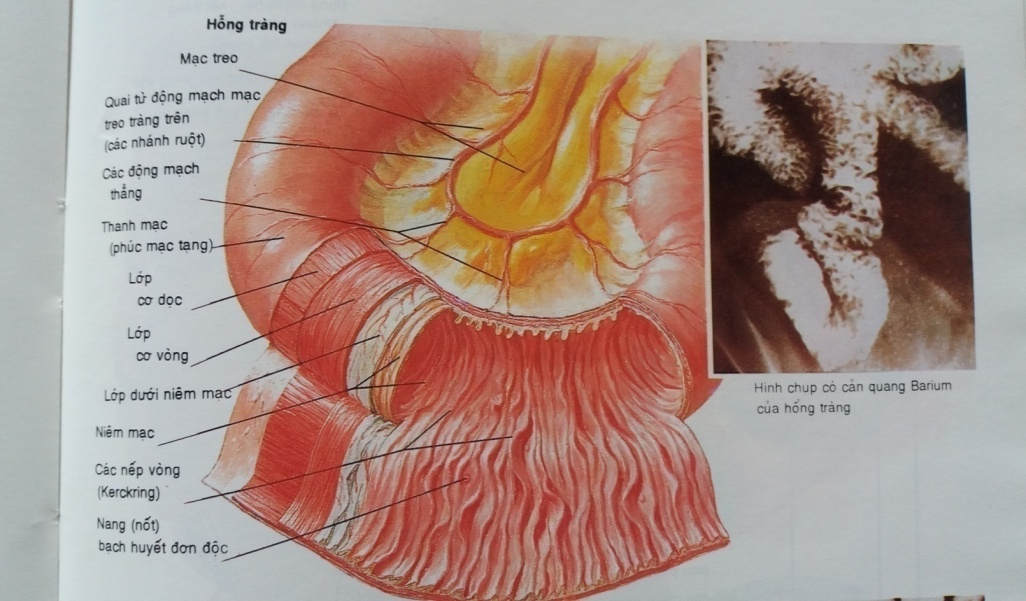 Hỗng tràng
Mạc treo
Quai từ động mạch mạc
treo tràng trên
(các nhánh ruột)
Các động mạch
thẳng
Thanh mạc
(phúc mạc tạng)
Lớp
cơ dọc
Lớp
cơ vòng
Lớp dưới niêm mạc
Niêm mạc
Các nếp vòng
(Kerckring)
Nang (nốt)
bạch huyết đơn độc
Hình chụp có cản quang Barium
của hỗng tràng